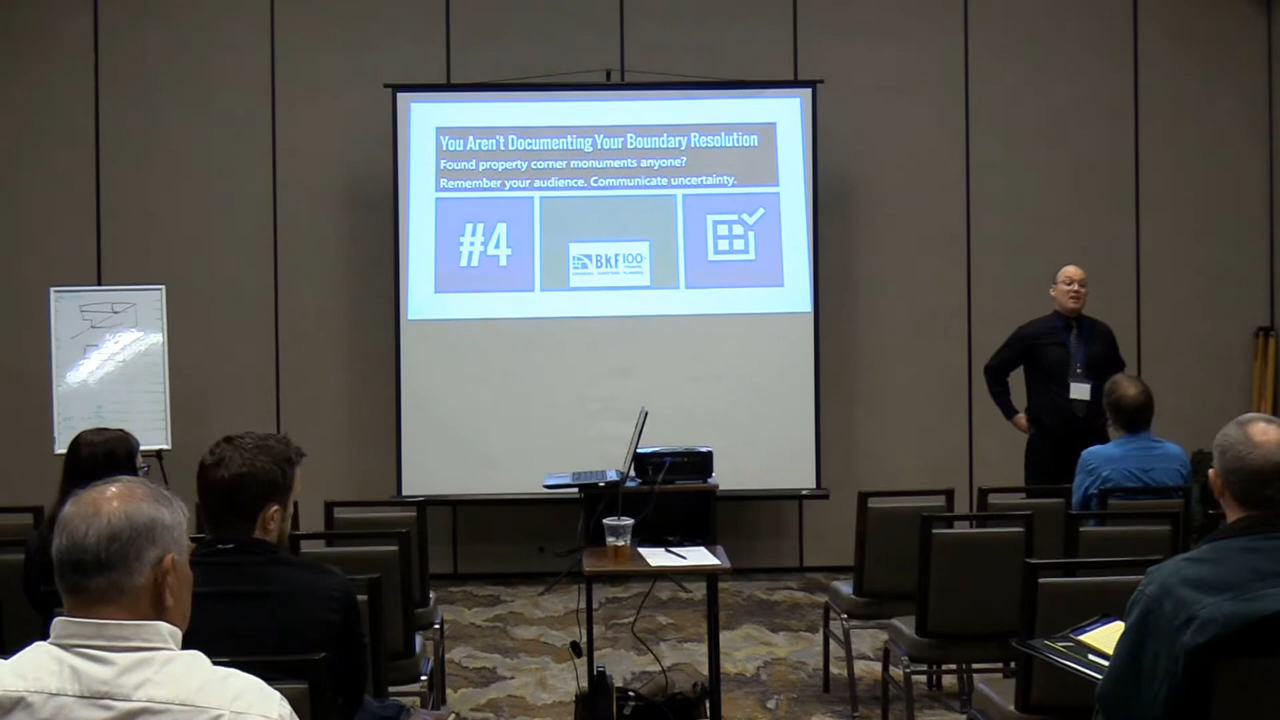 You Aren't Documenting Your Boundary Resolution
Found property corner monuments anyone?
Remember your audience. Communicate uncertainty.
#4
BKF 100+